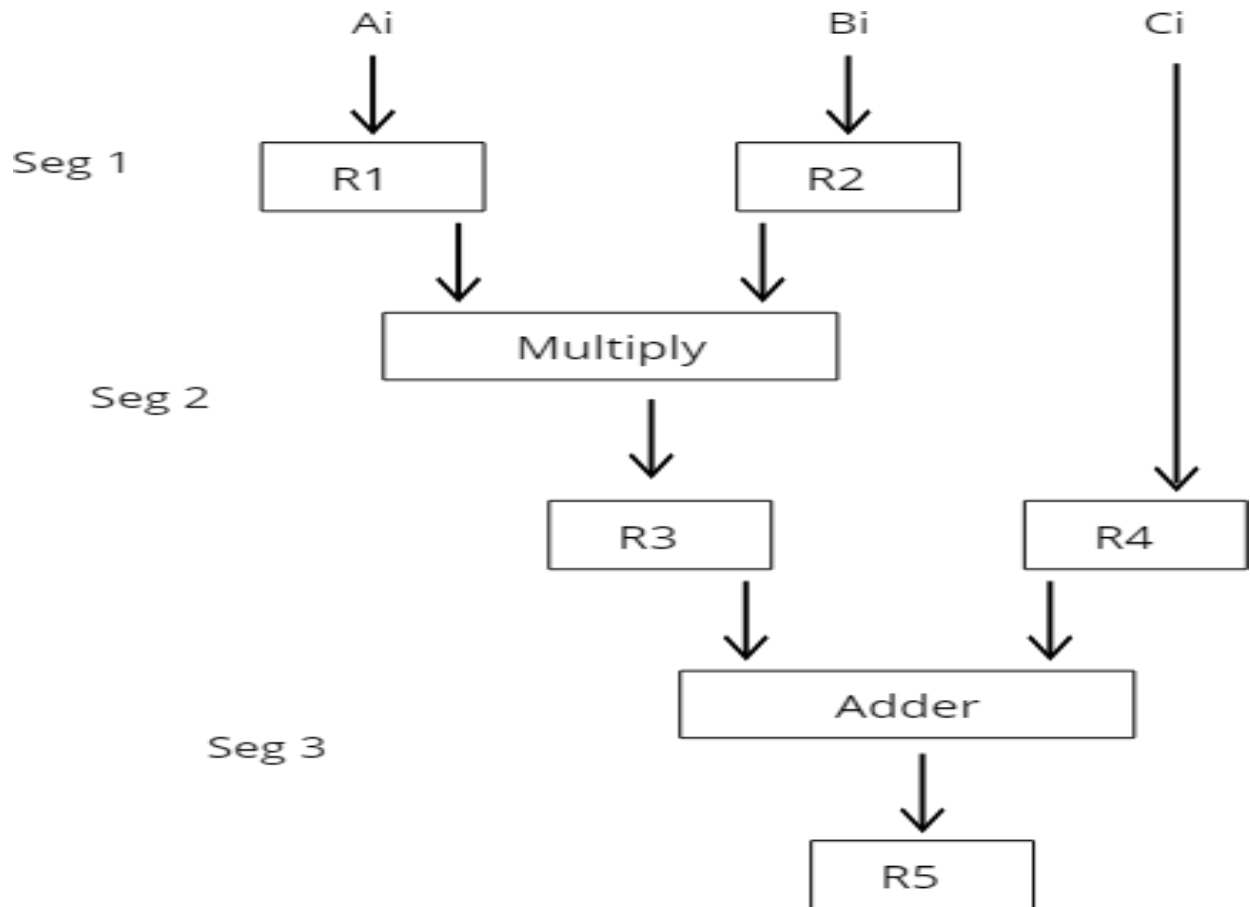 Ai Bi Ci
Seg 1
R1 R2
Multiply
Seg 2
R3 R4
Adder
Seg 3
R5